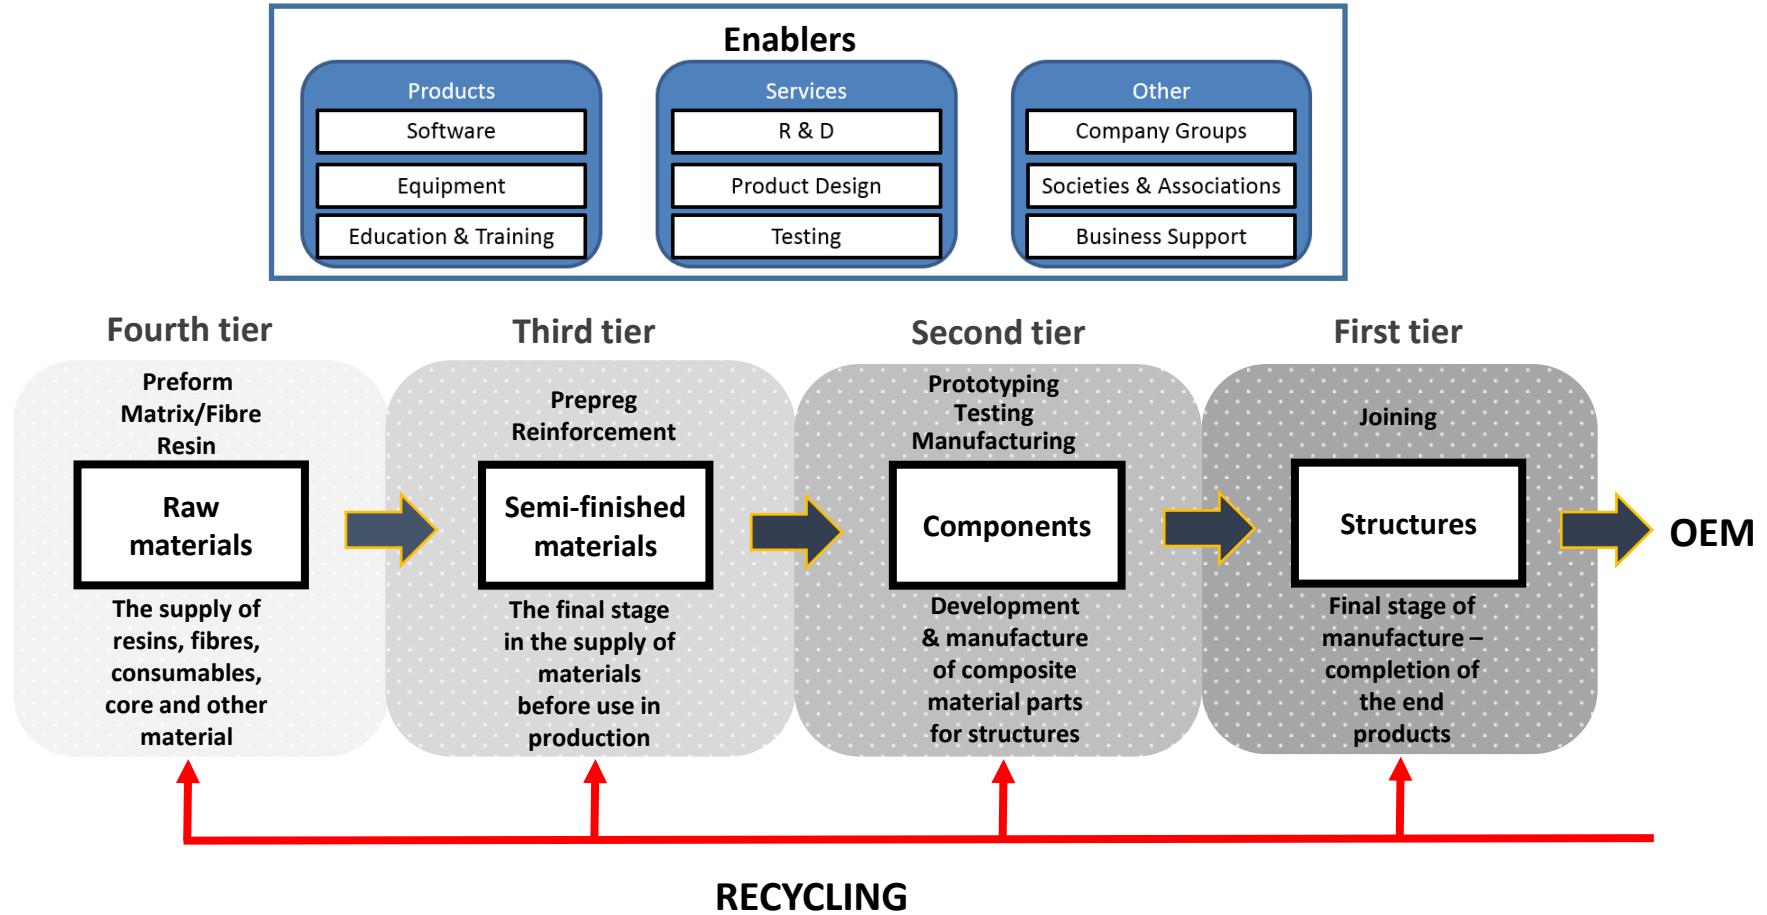 Enablers
Products
Software
Equipment
Education & Training
Services
R & D
Product Design
Testing
Other
Company Groups
Societies & Associations
Business Support
Fourth tier
Preform
Matrix/Fibre
Resin
Raw
materials
The supply of
resins, fibres,
consumables,
core and other
material
Third tier
Prepreg
Reinforcement
Semi-finished
materials
The final stage
in the supply of
materials
before use in
production
Second tier
Prototyping
Testing
Manufacturing
Components
Development
& manufacture
of composite
material parts
for structures
First tier
Joining
Structures
Final stage of
manufacture –
completion of
the end
products
OEM
RECYCLING